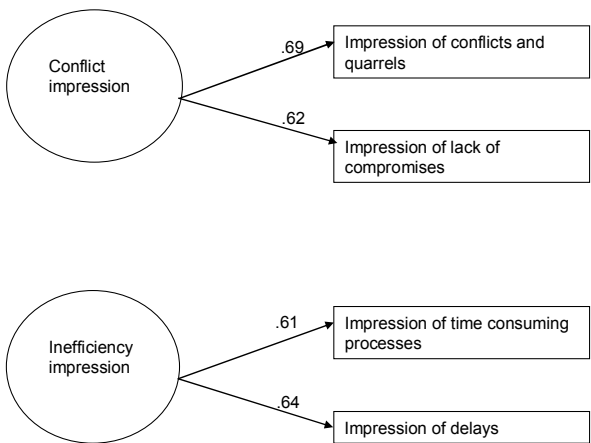 Conflict
impression
.69
Impression of conflicts and
quarrels
.62
Impression of lack of
compromises
Inefficiency
impression
.61
Impression of time consuming
processes
.64
Impression of delays